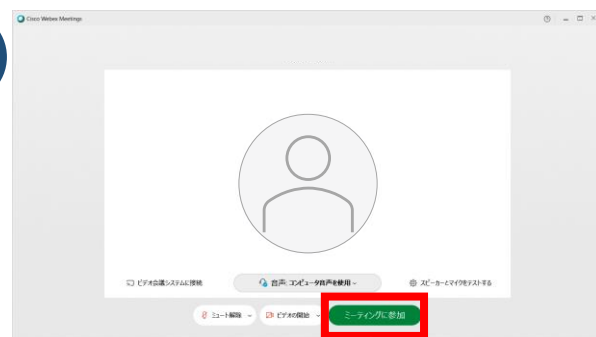 Cisco Webex Meetings
ビデオ会議システムに接続
音声: コンピュータ音声を使用
スピーカーとマイクをテストする
ミュート解除
ビデオの開始
ミーティングに参加